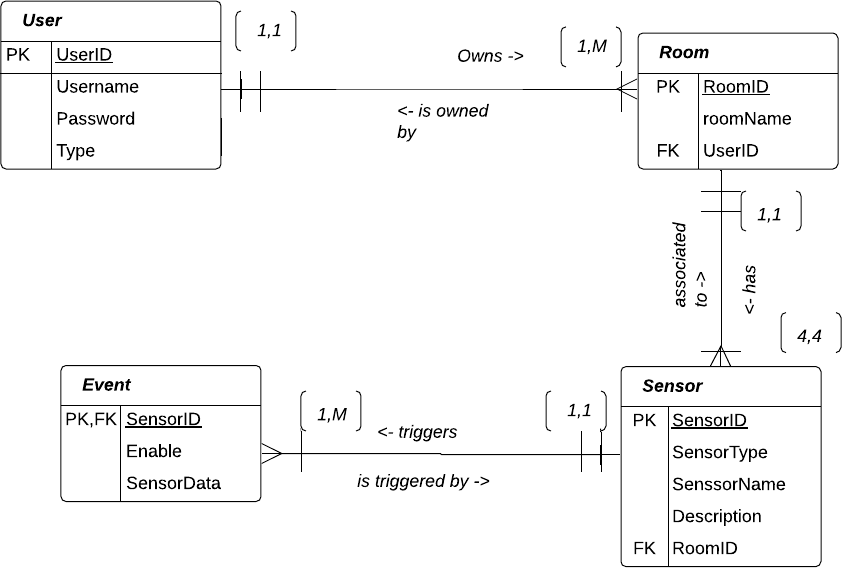 User
PK UserID
Username
Password
Type
1,1
Owns ->
1,M
<- is owned
by
Room
PK RoomID
roomName
FK UserID
1,1
associated
to ->
<- has
4,4
Event
PK,FK SensorID
Enable
SensorData
1,M
<- triggers
is triggered by ->
1,1
Sensor
PK SensorID
SensorType
SenssorName
Description
FK RoomID